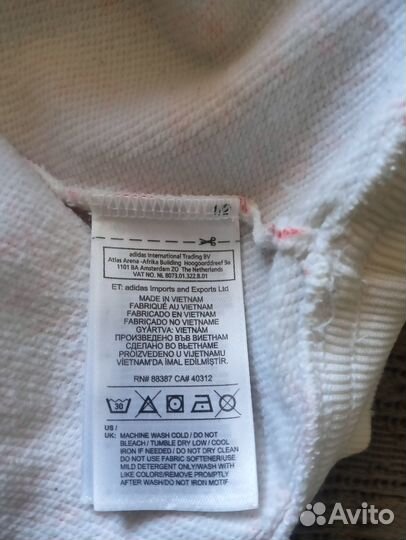 adidas International Trading BV
Atlas Arena -Afrika Building Hoogoorddreef 9a
1101 BA Amsterdam ZO The Netherlands
VAT NO. NL 8073.01.322.B.01
ET: adidas Imports and Exports Ltd
MADE IN VIETNAM
FABRIQUÉ AU VIETNAM
FABRICADO EN VIETNAM
FABRICADO NO VIETNAM
GYÁRTVA: VIETNÁM
ПРОИЗВЕДЕНО ВЪВ ВИЕТНАМ
СДЕЛАНО ВО ВЬЕТНАМЕ
PROIZVEDENO U VIJETNAMU
VIETNAM'DA İMAL EDİLMİŞTİR.
RN# 88387 CA# 40312
30
US /
UK: MACHINE WASH COLD / DO NOT
BLEACH / TUMBLE DRY LOW / COOL
IRON IF NEEDED / DO NOT DRY CLEAN
DO NOT USE FABRIC SOFTENER/USE
MILD DETERGENT ONLY/WASH WITH
LIKE COLORS/REMOVE PROMPTLY
AFTER WASH/DO NOT IRON MOTIF
Avito